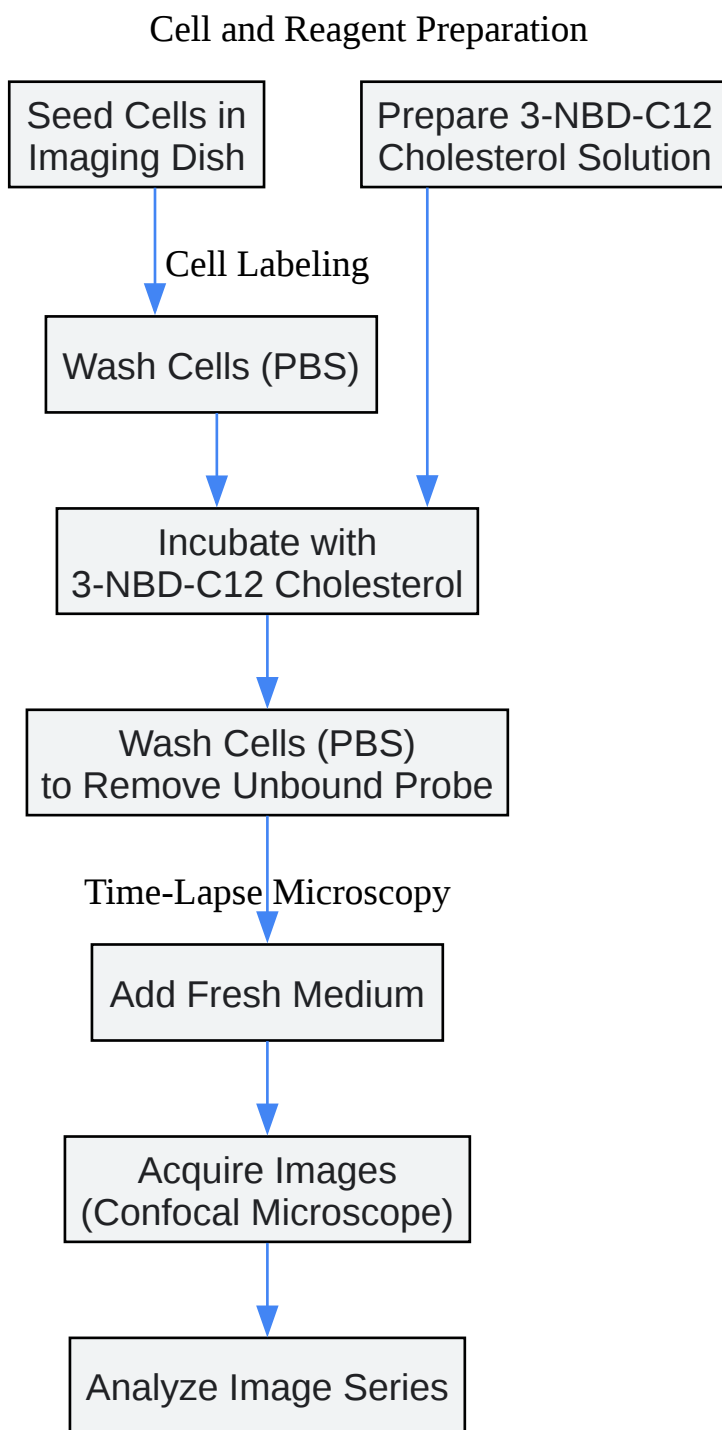 Cell and Reagent Preparation
Seed Cells in
Imaging Dish
Prepare 3-NBD-C12
Cholesterol Solution
Cell Labeling
Wash Cells (PBS)
Incubate with
3-NBD-C12 Cholesterol
Wash Cells (PBS)
to Remove Unbound Probe
Time-Lapse Microscopy
Add Fresh Medium
Acquire Images
(Confocal Microscope)
Analyze Image Series